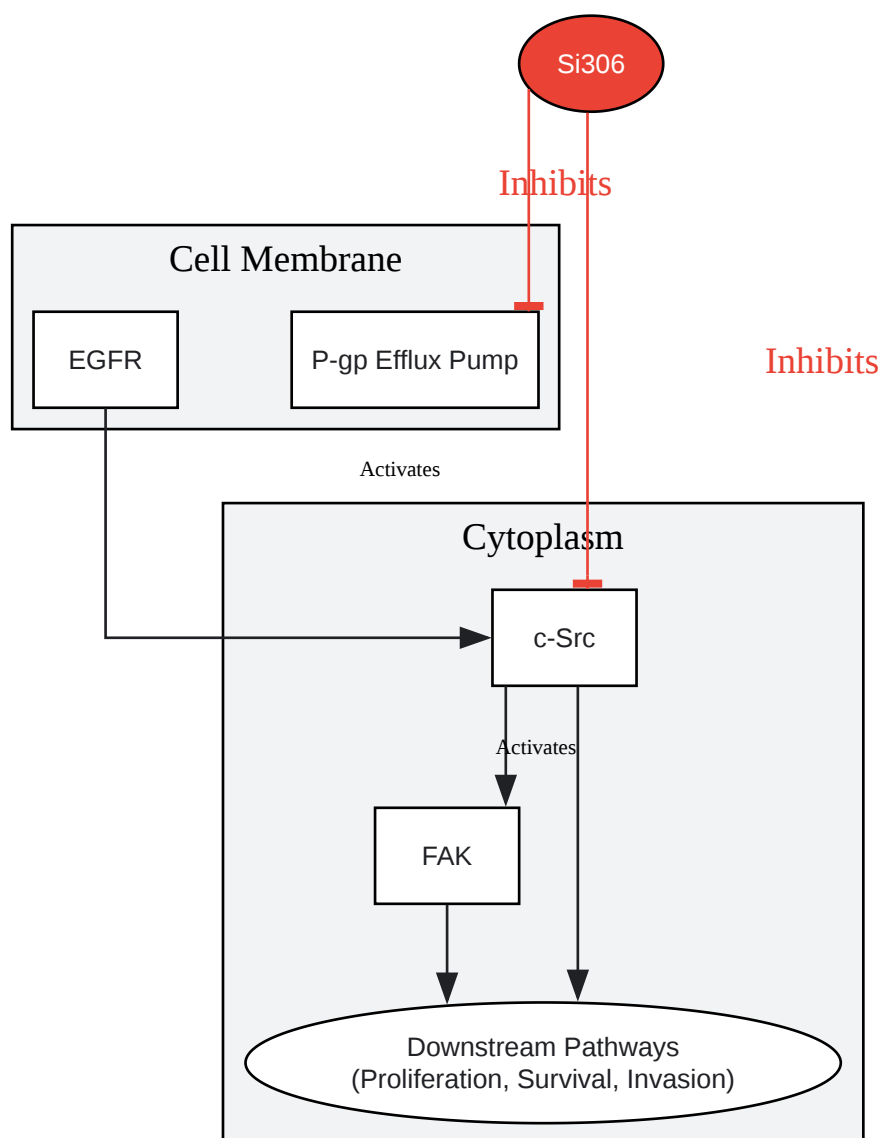 Si306
Inhibits
Cell Membrane
EGFR
P-gp Efflux Pump
Inhibits
Activates
Cytoplasm
c-Src
Activates
FAK
Downstream Pathways
(Proliferation, Survival, Invasion)